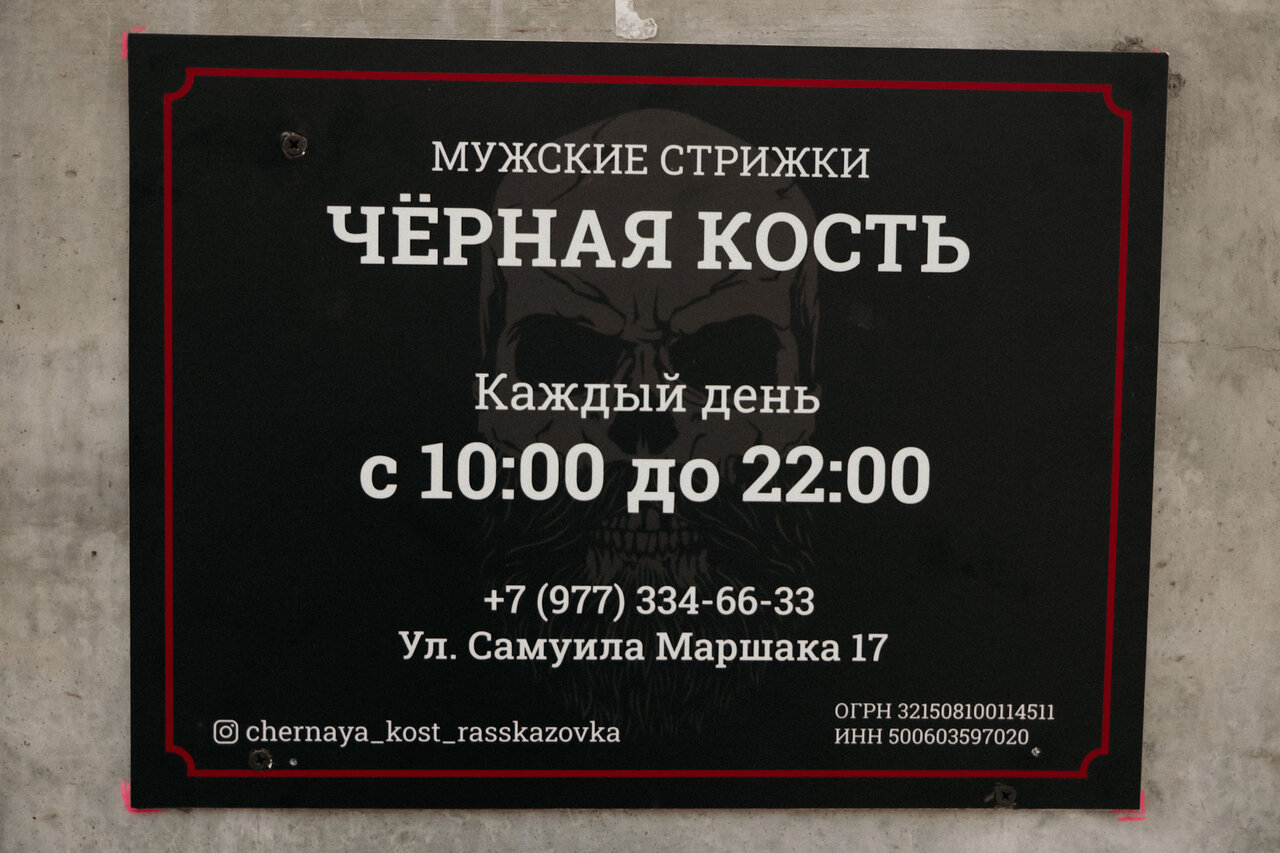 МУЖСКИЕ СТРИЖКИ
ЧЁРНАЯ КОСТЬ
Каждый день
с 10:00 до 22:00
+7 (977) 334-66-33
Ул. Самуила Маршака 17
chernaya_kost_rasskazovka
ОГРН 321508100114511
ИНН 500603597020